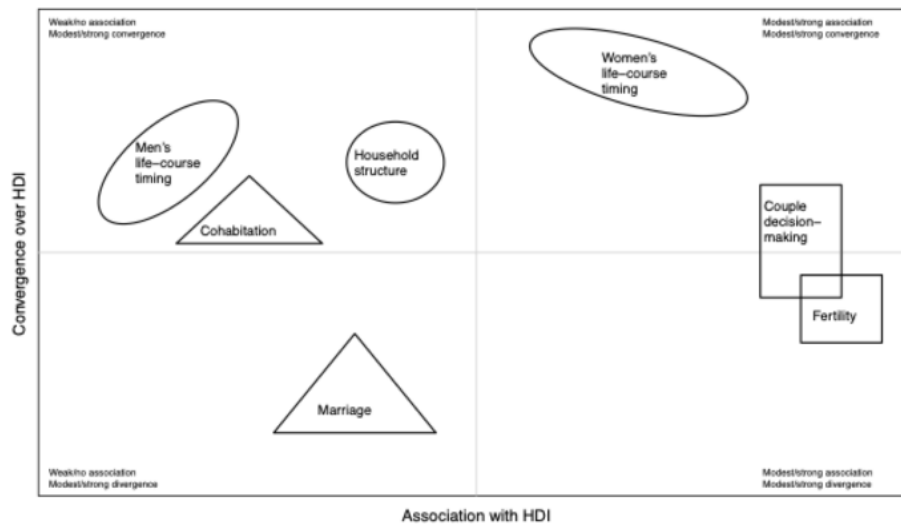 Weak/no association
Modest/strong convergence
Modest/strong association
Modest/strong convergence
Women's
life–course
timing
Men's
life–course
timing
Household
structure
Cohabitation
Couple
decision–
making
Fertility
Marriage
Convergence over HDI
Weak/no association
Modest/strong divergence
Modest/strong association
Modest/strong divergence
Association with HDI